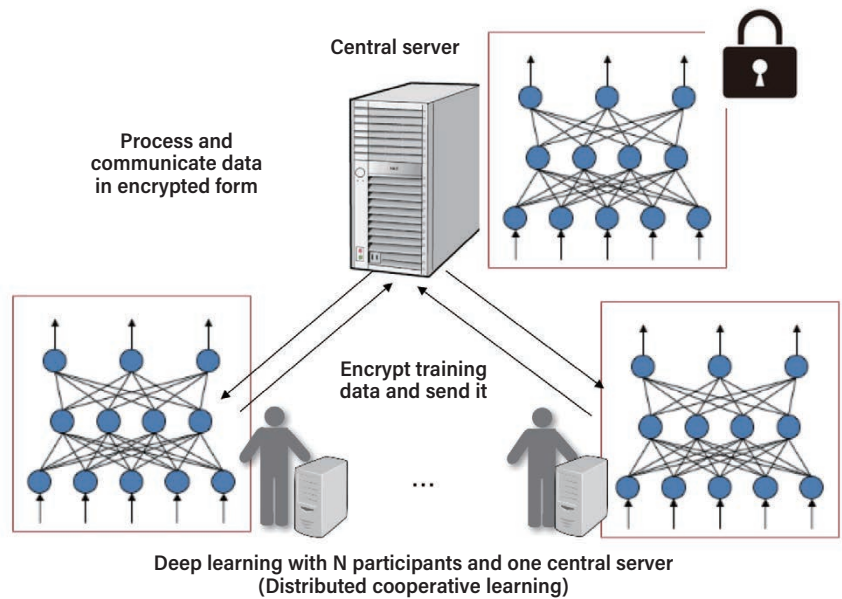 Central server
Process and
communicate data
in encrypted form
Encrypt training
data and send it
...
Deep learning with N participants and one central server
(Distributed cooperative learning)